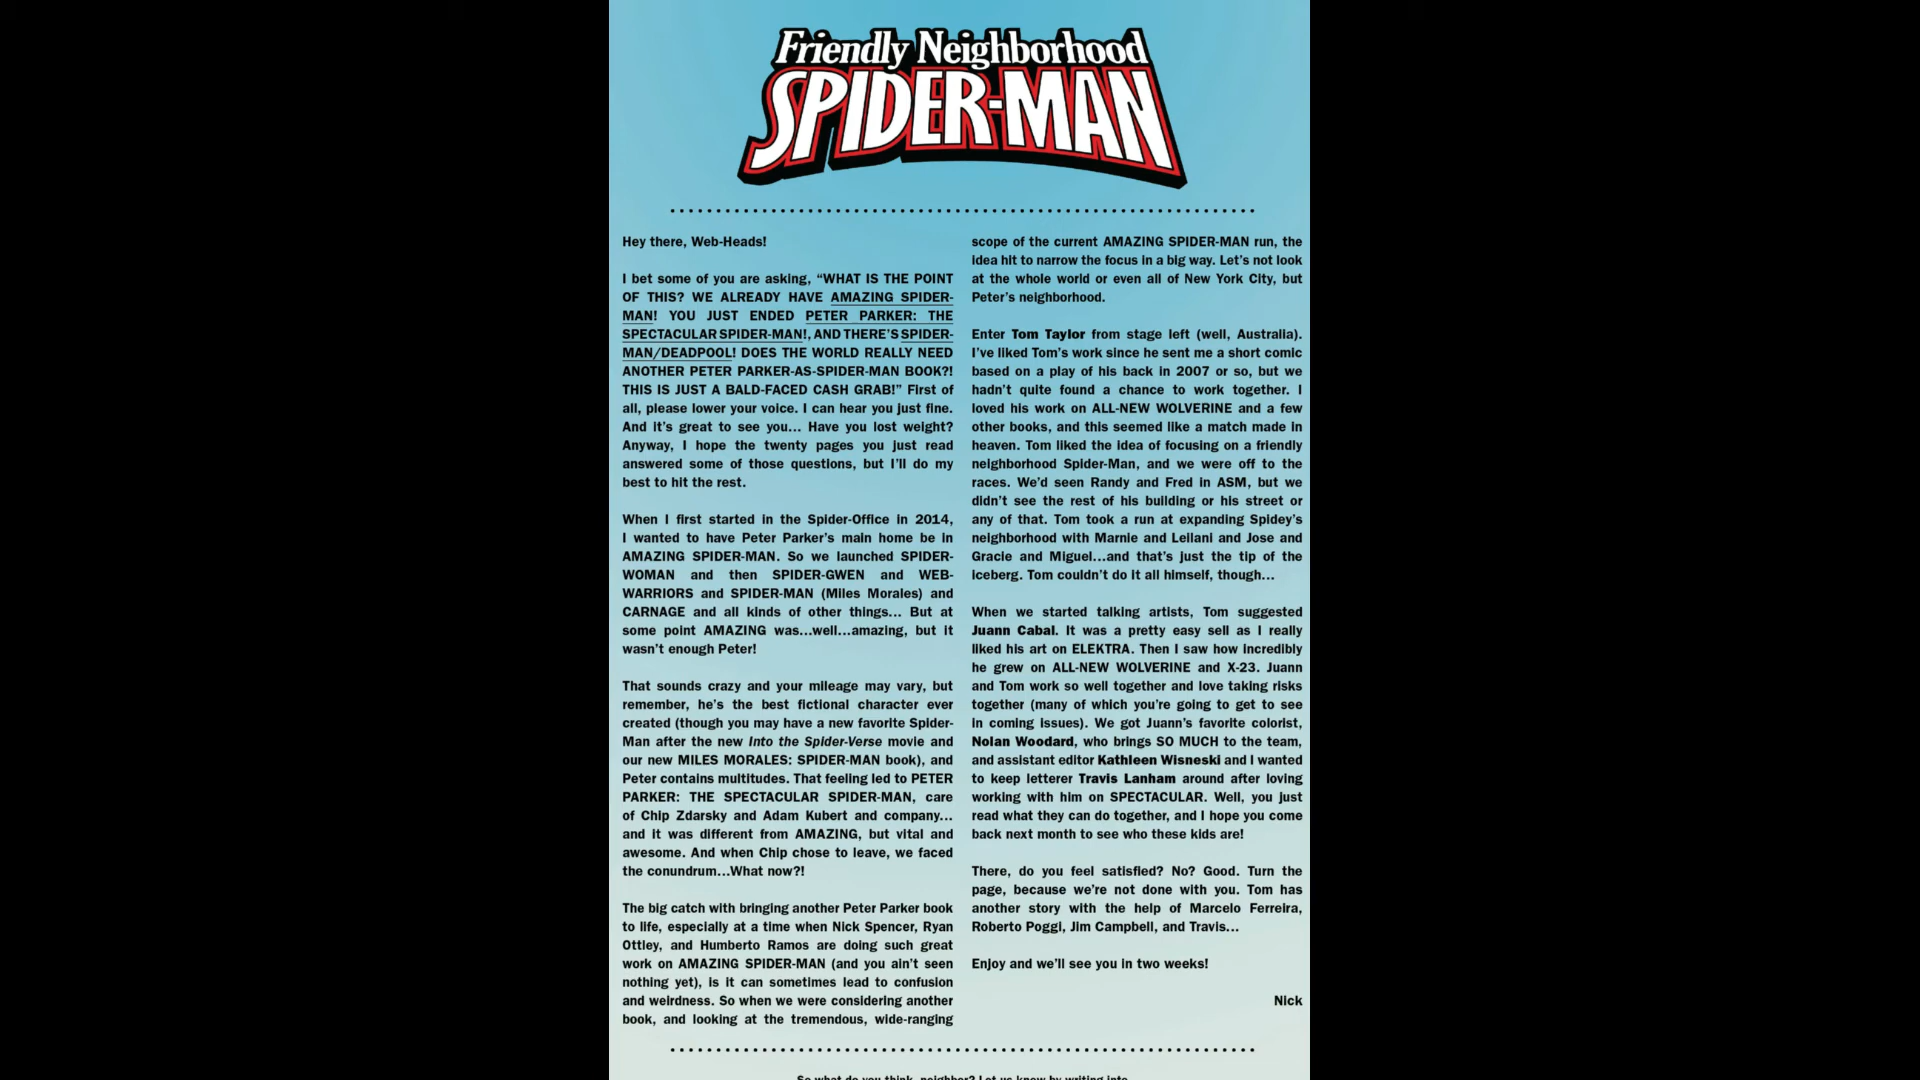 Friendly Neighborhood
SPIDER-MAN
Hey there, Web-Heads!
I bet some of you are asking, “WHAT IS THE POINT
OF THIS? WE ALREADY HAVE AMAZING SPIDER-
MAN! YOU JUST ENDED PETER PARKER: THE
SPECTACULAR SPIDER-MAN!, AND THERE’S SPIDER-
MAN/DEADPOOL! DOES THE WORLD REALLY NEED
ANOTHER PETER PARKER-AS-SPIDER-MAN BOOK?!
THIS IS JUST A BALD-FACED CASH GRAB!” First of
all, please lower your voice. I can hear you just fine.
And it’s great to see you... Have you lost weight?
Anyway, I hope the twenty pages you just read
answered some of those questions, but I’ll do my
best to hit the rest.
When I first started in the Spider-Office in 2014,
I wanted to have Peter Parker’s main home be in
AMAZING SPIDER-MAN. So we launched SPIDER-
WOMAN and then SPIDER-GWEN and WEB-
WARRIORS and SPIDER-MAN (Miles Morales) and
CARNAGE and all kinds of other things... But at
some point AMAZING was...well...amazing, but it
wasn’t enough Peter!
That sounds crazy and your mileage may vary, but
remember, he’s the best fictional character ever
created (though you may have a new favorite Spider-
Man after the new Into the Spider-Verse movie and
our new MILES MORALES: SPIDER-MAN book), and
Peter contains multitudes. That feeling led to PETER
PARKER: THE SPECTACULAR SPIDER-MAN, care
of Chip Zdarsky and Adam Kubert and company...
and it was different from AMAZING, but vital and
awesome. And when Chip chose to leave, we faced
the conundrum...What now?!
The big catch with bringing another Peter Parker book
to life, especially at a time when Nick Spencer, Ryan
Ottley, and Humberto Ramos are doing such great
work on AMAZING SPIDER-MAN (and you ain’t seen
nothing yet), is it can sometimes lead to confusion
and weirdness. So when we were considering another
book, and looking at the tremendous, wide-ranging
scope of the current AMAZING SPIDER-MAN run, the
idea hit to narrow the focus in a big way. Let’s not look
at the whole world or even all of New York City, but
Peter’s neighborhood.
Enter Tom Taylor from stage left (well, Australia).
I’ve liked Tom’s work since he sent me a short comic
based on a play of his back in 2007 or so, but we
hadn’t quite found a chance to work together. I
loved his work on ALL-NEW WOLVERINE and a few
other books, and this seemed like a match made in
heaven. Tom liked the idea of focusing on a friendly
neighborhood Spider-Man, and we were off to the
races. We’d seen Randy and Fred in ASM, but we
didn’t see the rest of his building or his street or
any of that. Tom took a run at expanding Spidey’s
neighborhood with Marnie and Leilani and Jose and
Gracie and Miguel...and that’s just the tip of the
iceberg. Tom couldn’t do it all himself, though...
When we started talking artists, Tom suggested
Juann Cabal. It was a pretty easy sell as I really
liked his art on ELEKTRA. Then I saw how incredibly
he grew on ALL-NEW WOLVERINE and X-23. Juann
and Tom work so well together and love taking risks
together (many of which you’re going to get to see
in coming issues). We got Juann’s favorite colorist,
Nolan Woodard, who brings SO MUCH to the team,
and assistant editor Kathleen Wisneski and I wanted
to keep letterer Travis Lanham around after loving
working with him on SPECTACULAR. Well, you just
read what they can do together, and I hope you come
back next month to see who these kids are!
There, do you feel satisfied? No? Good. Turn the
page, because we’re not done with you. Tom has
another story with the help of Marcelo Ferreira,
Roberto Poggi, Jim Campbell, and Travis...
Enjoy and we’ll see you in two weeks!
Nick
So what do you think, neighbor? Let us know by writing into